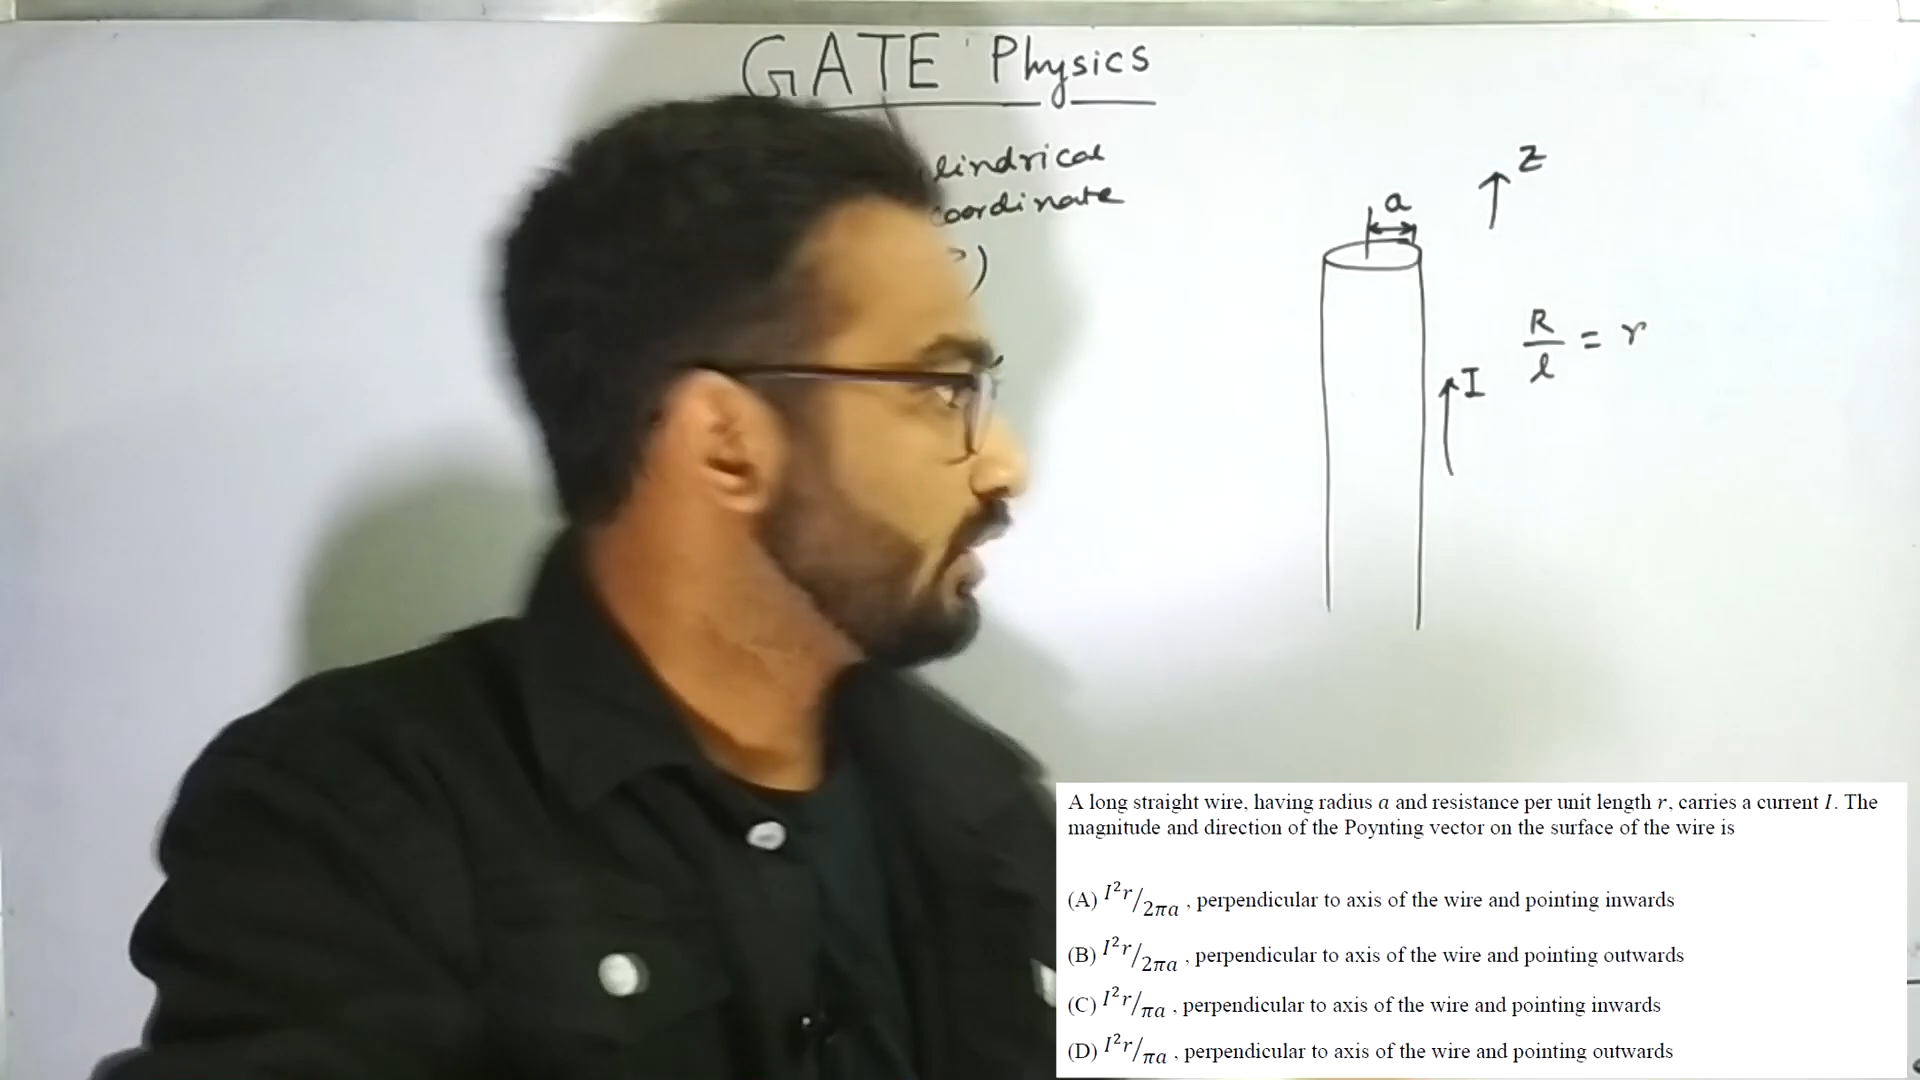 GATE Physics
lindrical
coordinate
)
a
Z
R/l = r
I
A long straight wire, having radius a and resistance per unit length r, carries a current I. The
magnitude and direction of the Poynting vector on the surface of the wire is
(A) I²r/2πa , perpendicular to axis of the wire and pointing inwards
(B) I²r/2πa , perpendicular to axis of the wire and pointing outwards
(C) I²r/πa , perpendicular to axis of the wire and pointing inwards
(D) I²r/πa , perpendicular to axis of the wire and pointing outwards